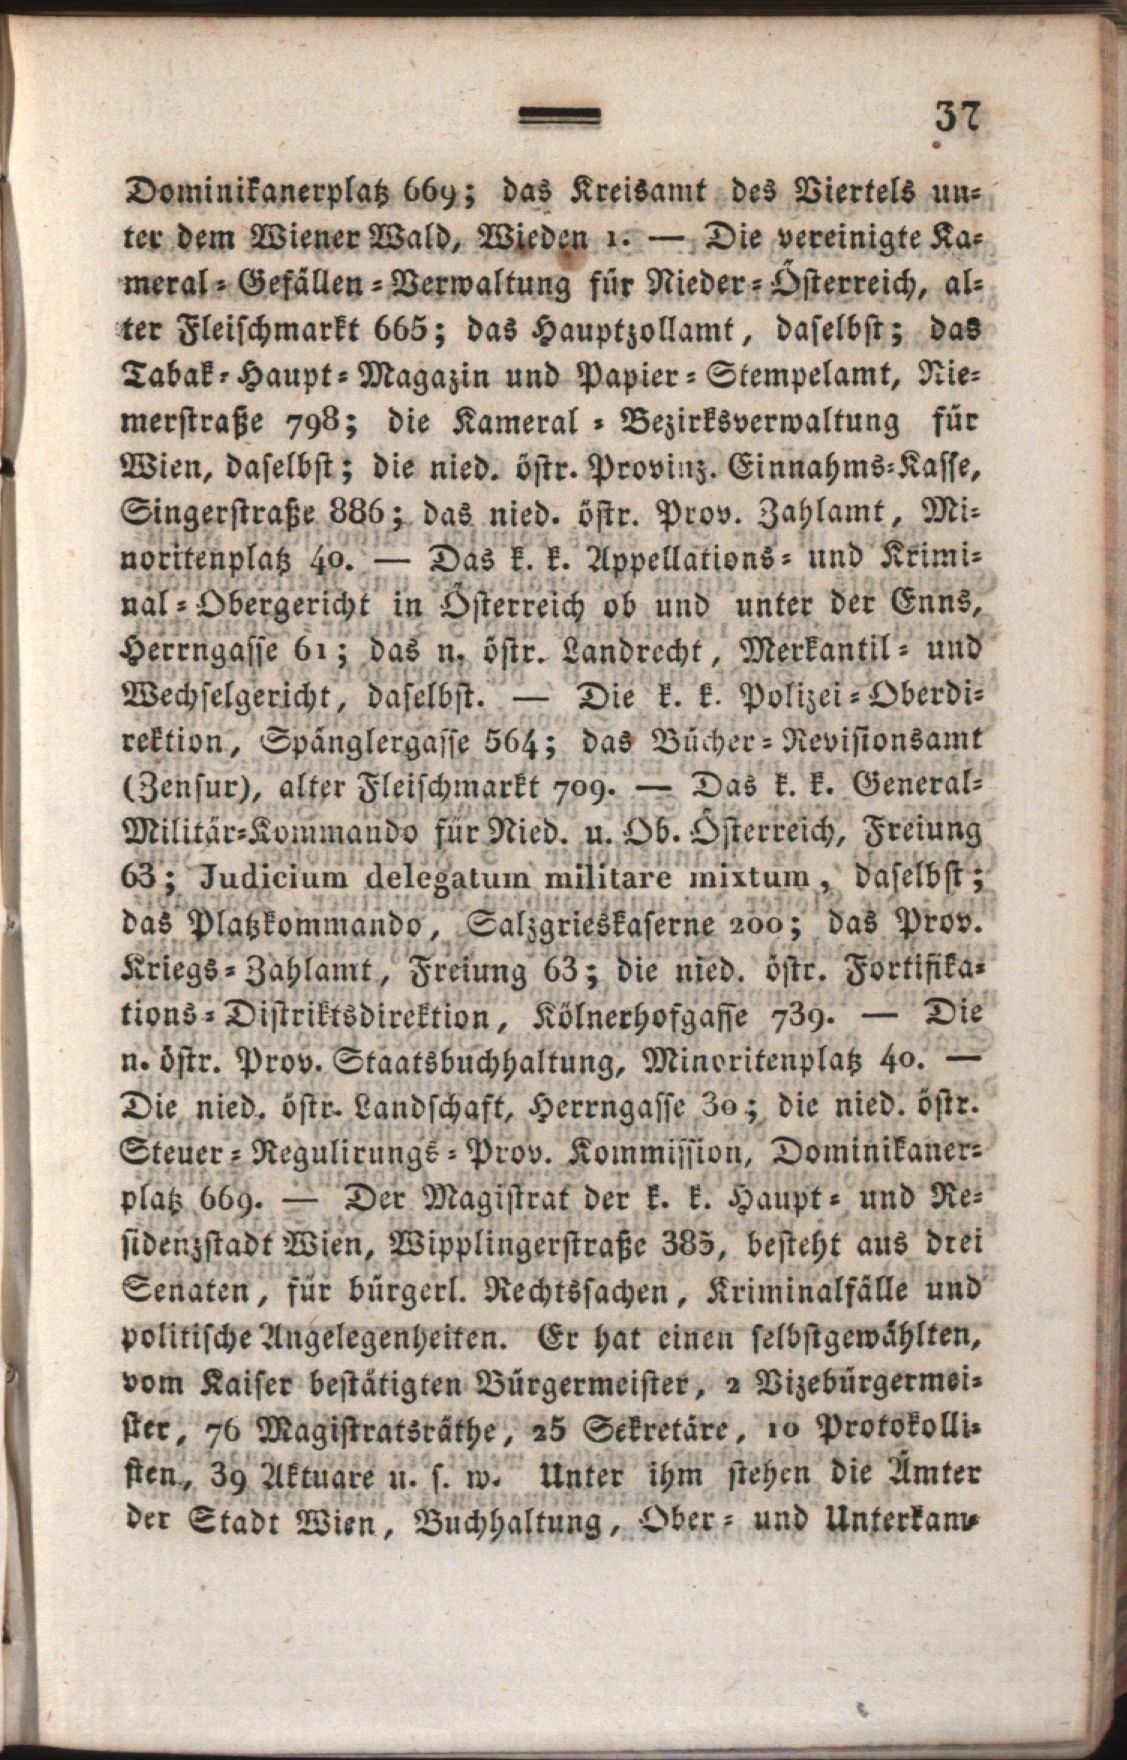 37
Dominikanerplatz 669; das Kreisamt des Viertels un-
ter dem Wiener Wald, Wieden 1. — Die vereinigte Ka-
meral-Gefällen-Verwaltung für Nieder-Österreich, al-
ter Fleischmarkt 665; das Hauptzollamt, daselbst; das
Tabak-Haupt-Magazin und Papier-Stempelamt, Rie-
merstraße 798; die Kameral-Bezirksverwaltung für
Wien, daselbst; die nied. östr. Provinz. Einnahms-Kasse,
Singerstraße 886; das nied. östr. Prov. Zahlamt, Mi-
noritenplatz 40. — Das k. k. Appellations- und Krimi-
nal-Obergericht in Österreich ob und unter der Enns,
Herrngasse 61; das n. östr. Landrecht, Merkantil- und
Wechselgericht, daselbst. — Die k. k. Polizei-Oberdi-
rektion, Spänglergasse 564; das Bücher-Revisionsamt
(Zensur), alter Fleischmarkt 709. — Das k. k. General-
Militär-Kommando für Nied. u. Ob. Österreich, Freiung
63; Judicium delegatum militare mixtum, daselbst;
das Platzkommando, Salzgrieskaserne 200; das Prov.
Kriegs-Zahlamt, Freiung 63; die nied. östr. Fortifika-
tions-Distriktsdirektion, Kölnerhofgasse 739. — Die
n. östr. Prov. Staatsbuchhaltung, Minoritenplatz 40. —
Die nied. östr. Landschaft, Herrngasse 30; die nied. östr.
Steuer-Regulirungs-Prov. Kommission, Dominikaner-
platz 669. — Der Magistrat der k. k. Haupt- und Re-
sidenzstadt Wien, Wipplingerstraße 385, besteht aus drei
Senaten, für bürgerl. Rechtssachen, Kriminalfälle und
politische Angelegenheiten. Er hat einen selbstgewählten,
vom Kaiser bestätigten Bürgermeister, 2 Vizebürgermei-
ster, 76 Magistratsräthe, 25 Sekretäre, 10 Protokolli-
sten, 39 Aktuare u. s. w. Unter ihm stehen die Ämter
der Stadt Wien, Buchhaltung, Ober- und Unterkam-